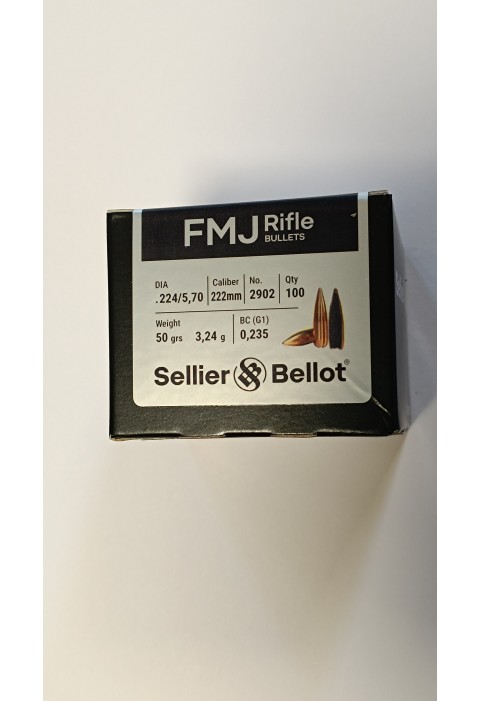 FMJ Rifle
BULLETS
DIA Caliber No. Qty
.224/5,70 222mm 2902 100
Weight BC (G1)
50 grs 3,24 g 0,235
Sellier & Bellot®